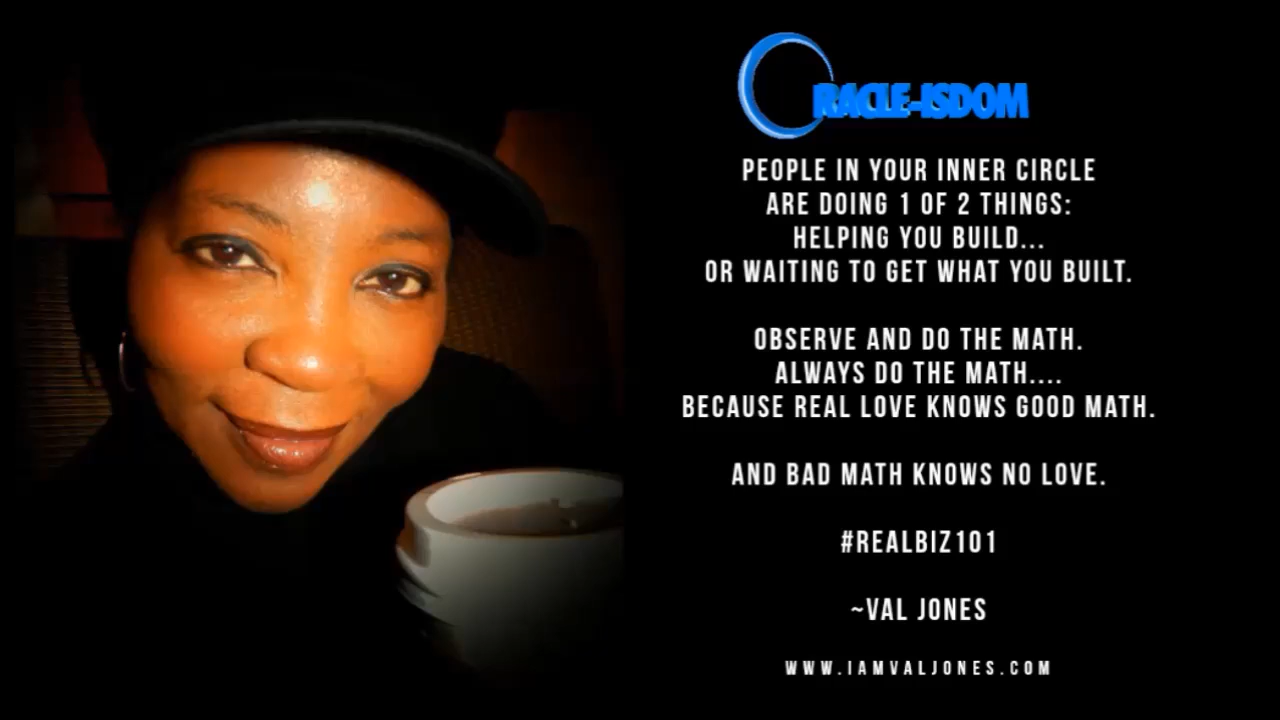 ORACLE-ISDOM
PEOPLE IN YOUR INNER CIRCLE
ARE DOING 1 OF 2 THINGS:
HELPING YOU BUILD...
OR WAITING TO GET WHAT YOU BUILT.
OBSERVE AND DO THE MATH.
ALWAYS DO THE MATH....
BECAUSE REAL LOVE KNOWS GOOD MATH.
AND BAD MATH KNOWS NO LOVE.
#REALBIZ101
~VAL JONES
WWW.IAMVALJONES.COM